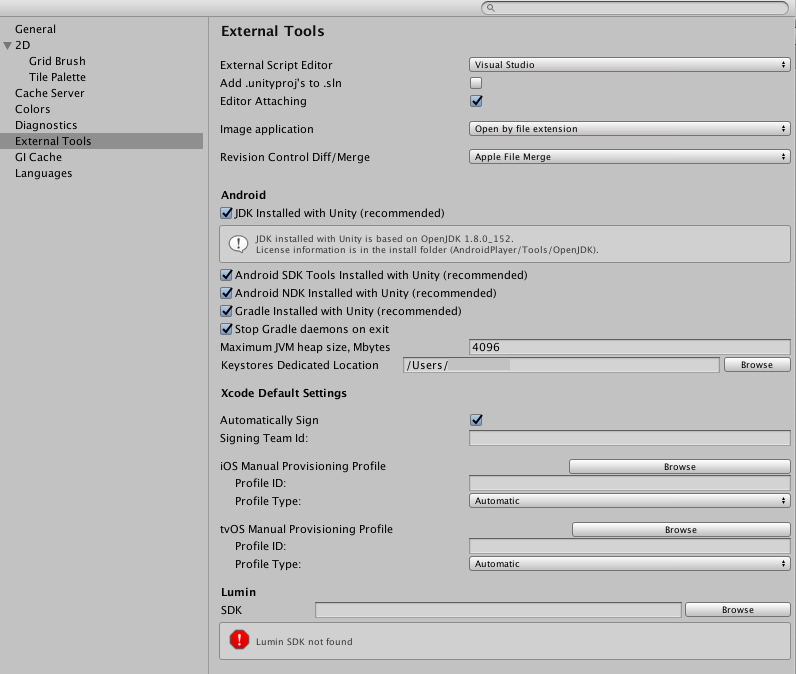 General
2D
Grid Brush
Tile Palette
Cache Server
Colors
Diagnostics
External Tools
GI Cache
Languages
External Tools
External Script Editor Visual Studio
Add .unityproj's to .sln
Editor Attaching
Image application Open by file extension
Revision Control Diff/Merge Apple File Merge
Android
JDK Installed with Unity (recommended)
JDK installed with Unity is based on OpenJDK 1.8.0_152.
License information is in the install folder (AndroidPlayer/Tools/OpenJDK).
Android SDK Tools Installed with Unity (recommended)
Android NDK Installed with Unity (recommended)
Gradle Installed with Unity (recommended)
Stop Gradle daemons on exit
Maximum JVM heap size, Mbytes 4096
Keystores Dedicated Location /Users/ Browse
Xcode Default Settings
Automatically Sign
Signing Team Id:
iOS Manual Provisioning Profile Browse
Profile ID:
Profile Type: Automatic
tvOS Manual Provisioning Profile Browse
Profile ID:
Profile Type: Automatic
Lumin
SDK Browse
Lumin SDK not found